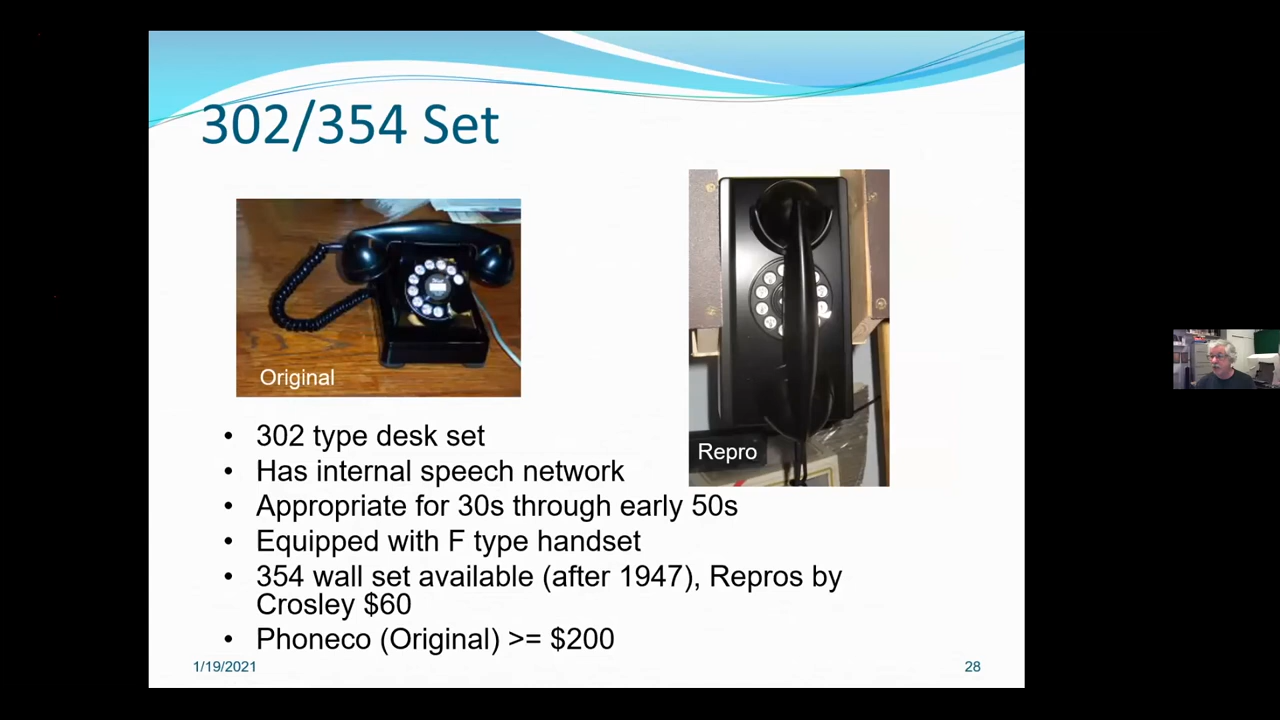 302/354 Set
Original
Repro
• 302 type desk set
• Has internal speech network
• Appropriate for 30s through early 50s
• Equipped with F type handset
• 354 wall set available (after 1947), Repros by
Crosley $60
• Phoneco (Original) >= $200
1/19/2021
28